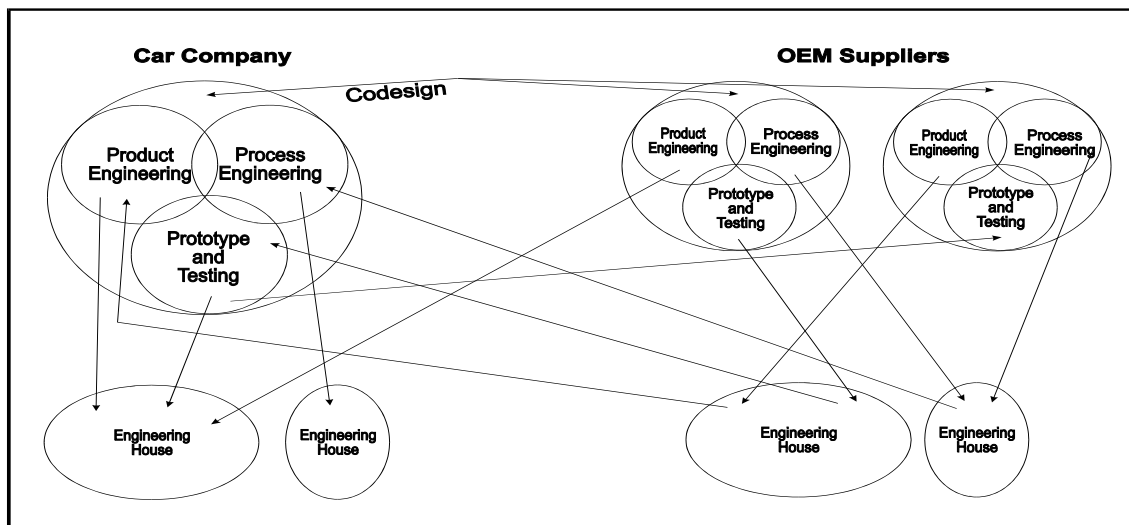 Car Company
OEM Suppliers
Codesign
Product
Engineering
Process
Engineering
Prototype
and
Testing
Product
Engineering
Process
Engineering
Prototype
and
Testing
Product
Engineering
Process
Engineering
Prototype
and
Testing
Engineering
House
Engineering
House
Engineering
House
Engineering
House